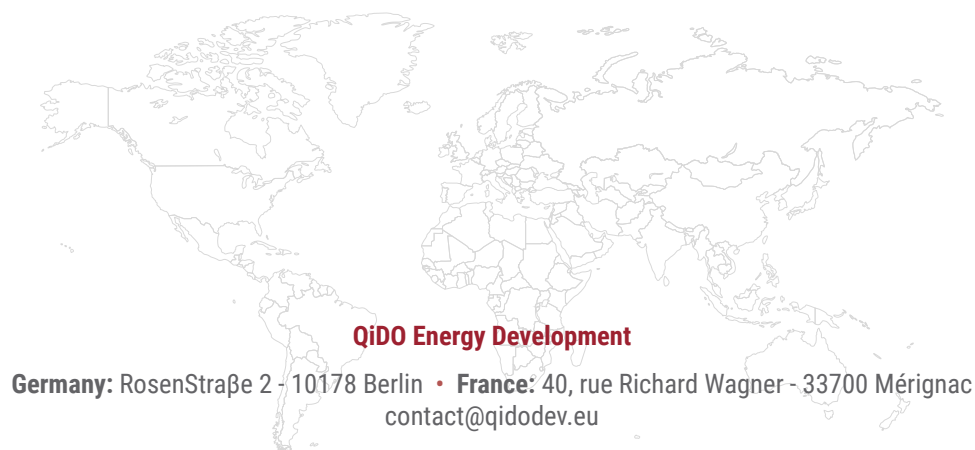 QiDO Energy Development
Germany: RosenStraβe 2 - 10178 Berlin • France: 40, rue Richard Wagner - 33700 Mérignac
contact@qidodev.eu